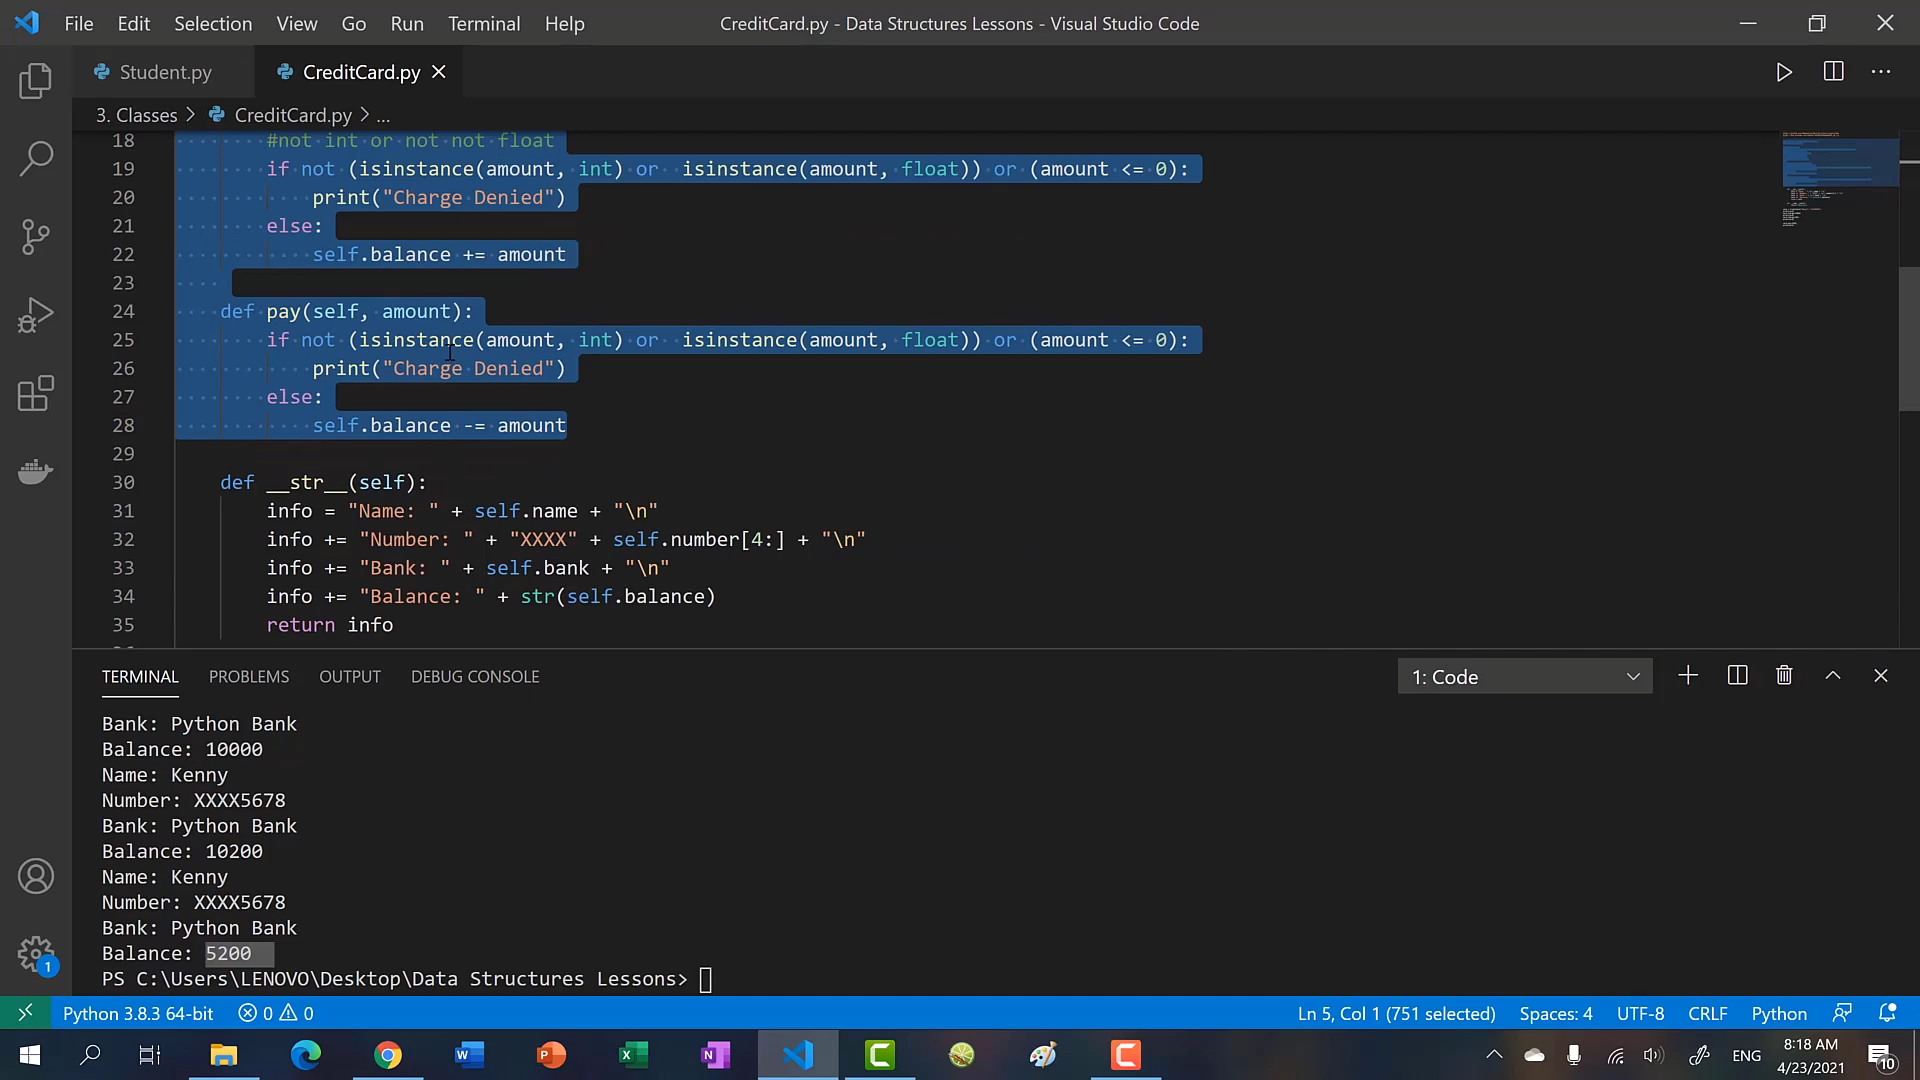 File Edit Selection View Go Run Terminal Help CreditCard.py - Data Structures Lessons - Visual Studio Code
Student.py CreditCard.py
3. Classes > CreditCard.py > ...
18 #not int or not not float
19 if not (isinstance(amount, int) or  isinstance(amount, float)) or (amount <= 0):
20 print("Charge Denied")
21 else:
22 self.balance += amount
23
24 def pay(self, amount):
25 if not (isinstance(amount, int) or  isinstance(amount, float)) or (amount <= 0):
26 print("Charge Denied")
27 else:
28 self.balance -= amount
29
30 def __str__(self):
31 info = "Name: " + self.name + "\n"
32 info += "Number: " + "XXXX" + self.number[4:] + "\n"
33 info += "Bank: " + self.bank + "\n"
34 info += "Balance: " + str(self.balance)
35 return info
TERMINAL PROBLEMS OUTPUT DEBUG CONSOLE 1: Code
Bank: Python Bank
Balance: 10000
Name: Kenny
Number: XXXX5678
Bank: Python Bank
Balance: 10200
Name: Kenny
Number: XXXX5678
Bank: Python Bank
Balance: 5200
PS C:\Users\LENOVO\Desktop\Data Structures Lessons>
1
Python 3.8.3 64-bit 0 0 Ln 5, Col 1 (751 selected) Spaces: 4 UTF-8 CRLF Python
ENG 8:18 AM
4/23/2021 10